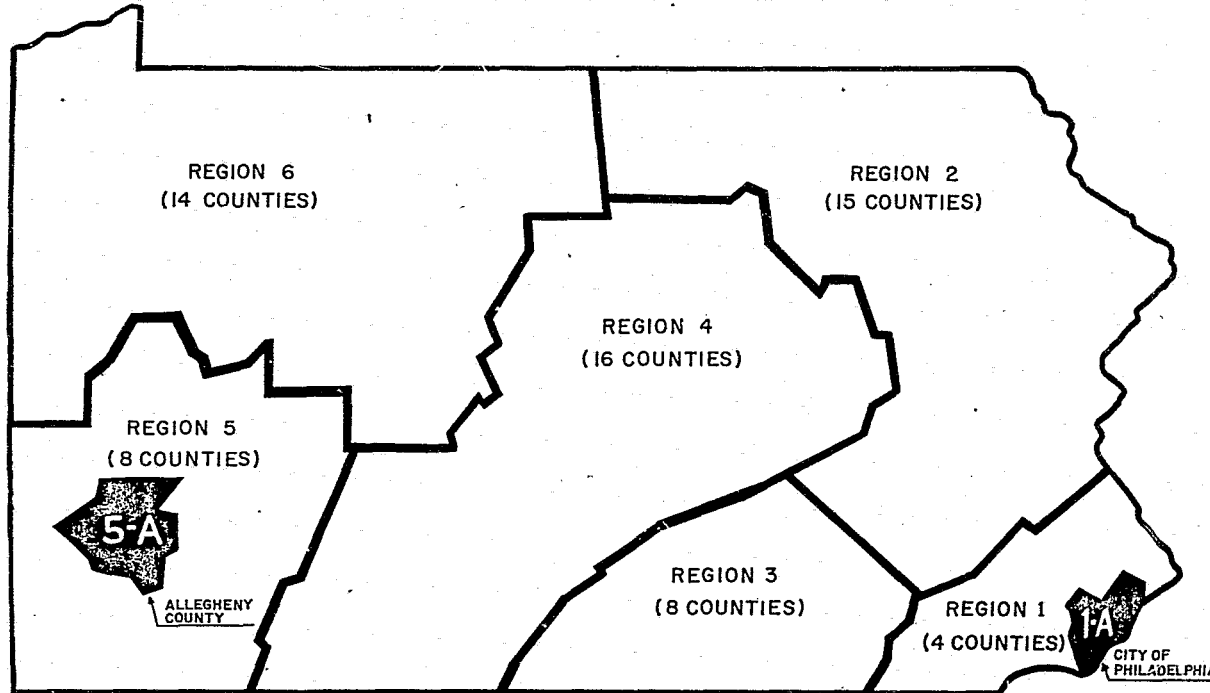 REGION 6
(14 COUNTIES)
REGION 2
(15 COUNTIES)
REGION 4
(16 COUNTIES)
REGION 5
(8 COUNTIES)
5-A
ALLEGHENY
COUNTY
REGION 3
(8 COUNTIES)
REGION 1
(4 COUNTIES)
1-A
CITY OF
PHILADELPHIA